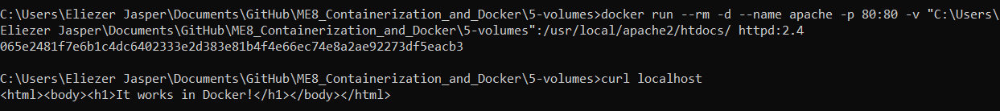 C:\Users\Eliezer Jasper\Documents\GitHub\ME8_Containerization_and_Docker\5-volumes>docker run --rm -d --name apache -p 80:80 -v "C:\Users\
Eliezer Jasper\Documents\GitHub\ME8_Containerization_and_Docker\5-volumes":/usr/local/apache2/htdocs/ httpd:2.4
065e2481f7e6b1c4dc6402333e2d383e81b4f4e66ec74e8a2ae92273df5eacb3
C:\Users\Eliezer Jasper\Documents\GitHub\ME8_Containerization_and_Docker\5-volumes>curl localhost
<html><body><h1>It works in Docker!</h1></body></html>